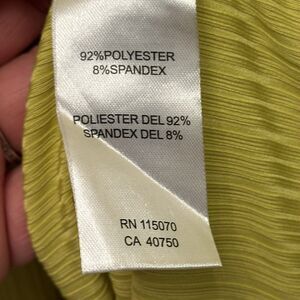 92%POLYESTER
8%SPANDEX
POLIESTER DEL 92%
SPANDEX DEL 8%
RN 115070
CA 40750